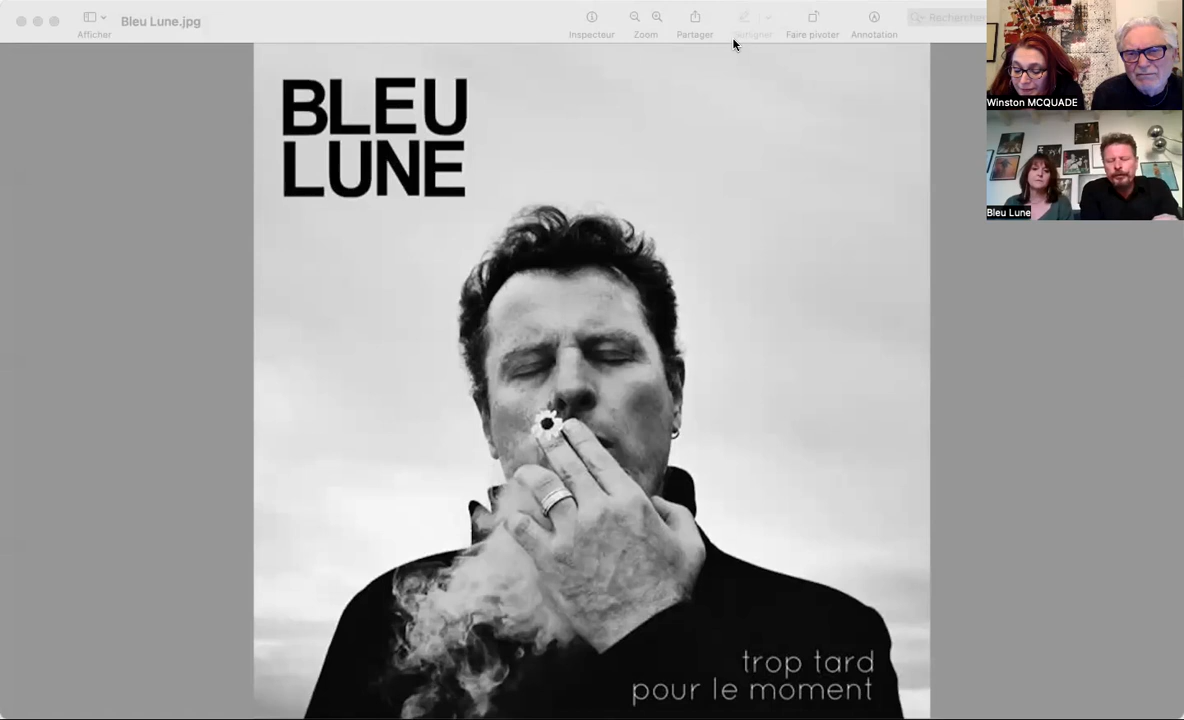 Bleu Lune.jpg
Afficher
Inspecteur
Zoom
Partager
Faire pivoter
Annotation
Rechercher
Winston MCQUADE
Bleu Lune
BLEU
LUNE
trop tard
pour le moment